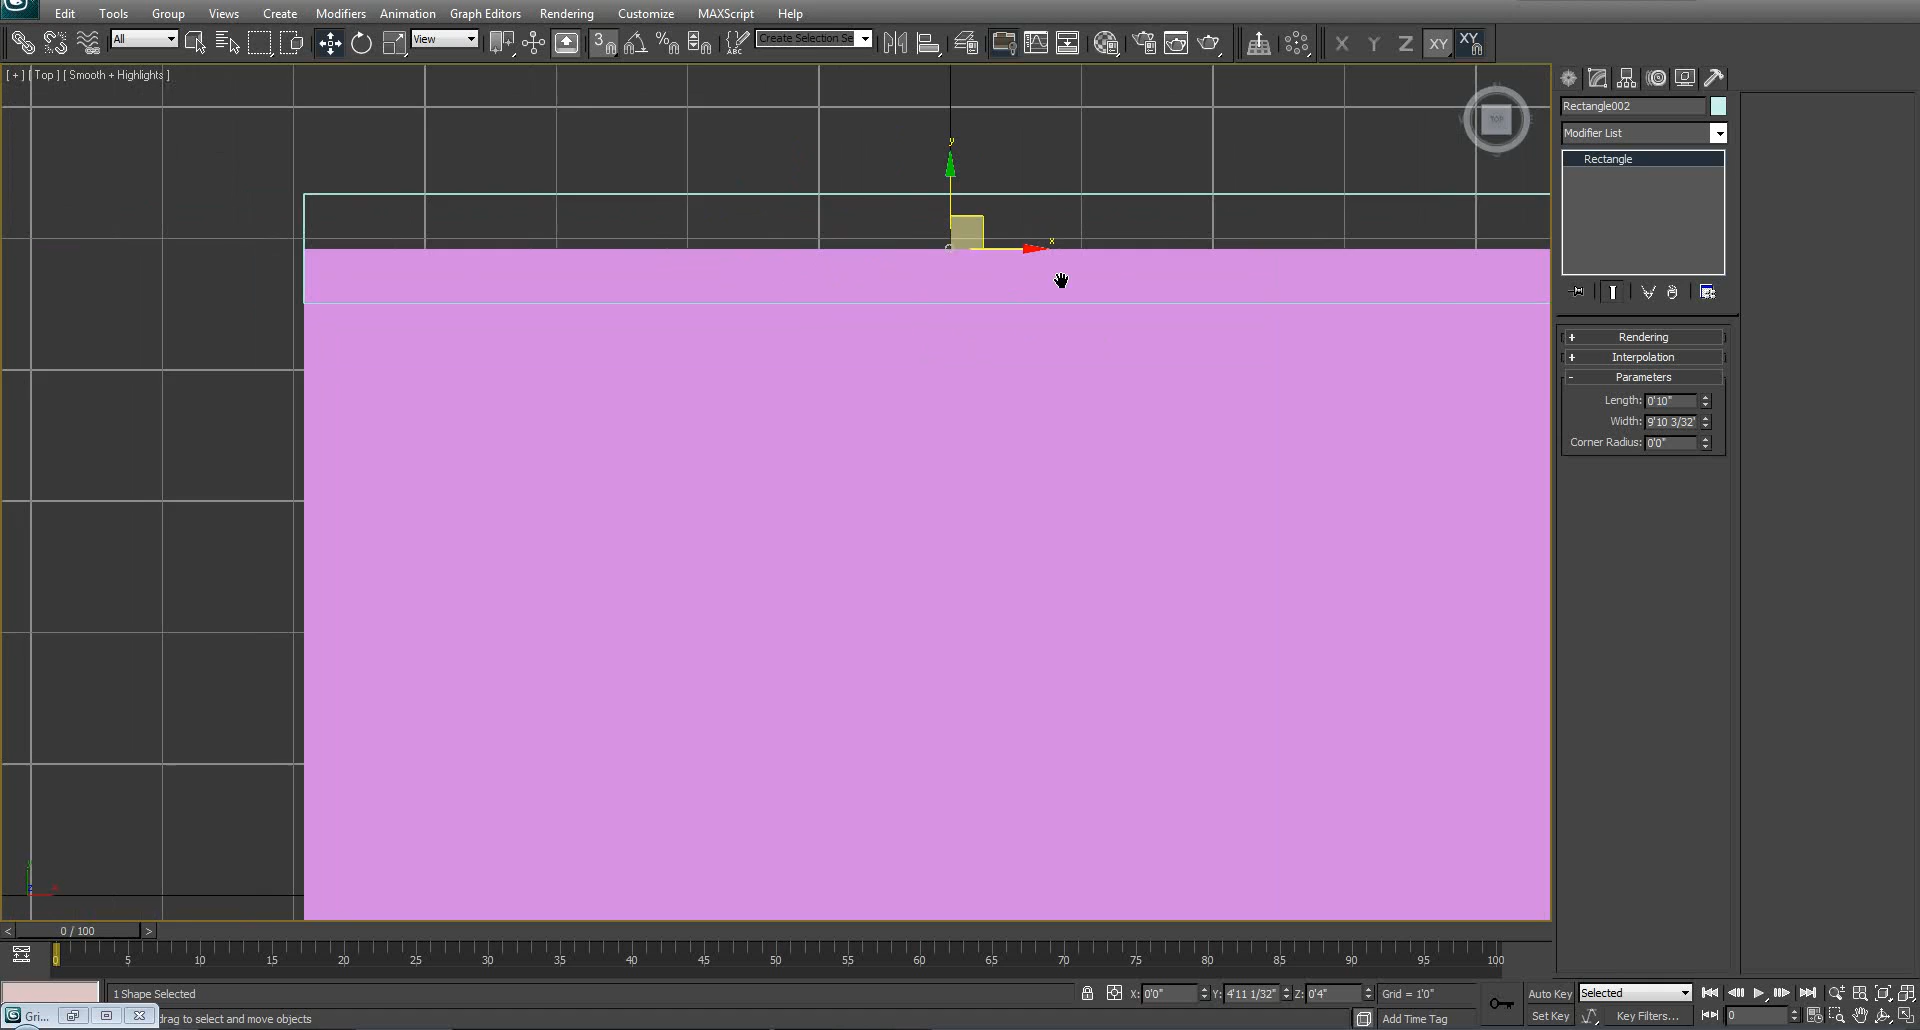 Edit Tools Group Views Create Modifiers Animation Graph Editors Rendering Customize MAXScript Help
All View 3 ABC Create Selection Se X Y Z XY XY
[ + ] [ Top ] [ Smooth + Highlights ]
TOP
y
x
Rectangle002
Modifier List
Rectangle
+ Rendering
+ Interpolation
- Parameters
Length: 0'10"
Width: 9'10 3/32"
Corner Radius: 0'0"
< 0 / 100 >
0 5 10 15 20 25 30 35 40 45 50 55 60 65 70 75 80 85 90 95 100
1 Shape Selected X: 0'0" Y: 4'11 1/32" Z: 0'4" Grid = 1'0" Auto Key Selected
Gri... drag to select and move objects Add Time Tag Set Key Key Filters... 0